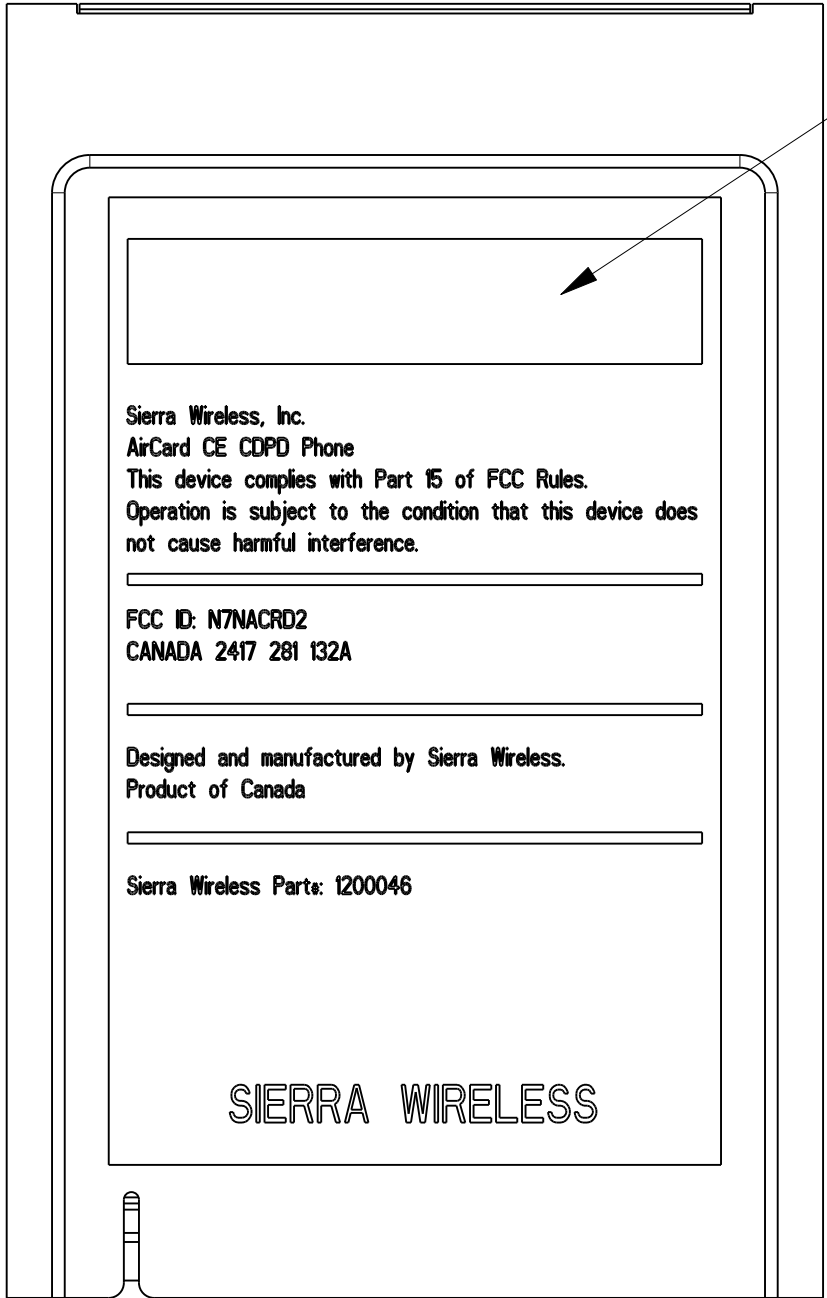 Sierra Wireless, Inc.
AirCard CE CDPD Phone
This device complies with Part 15 of FCC Rules.
Operation is subject to the condition that this device does
not cause harmful interference.
FCC ID: N7NACRD2
CANADA 2417 281 132A
Designed and manufactured by Sierra Wireless.
Product of Canada
Sierra Wireless Part#: 1200046
SIERRA WIRELESS